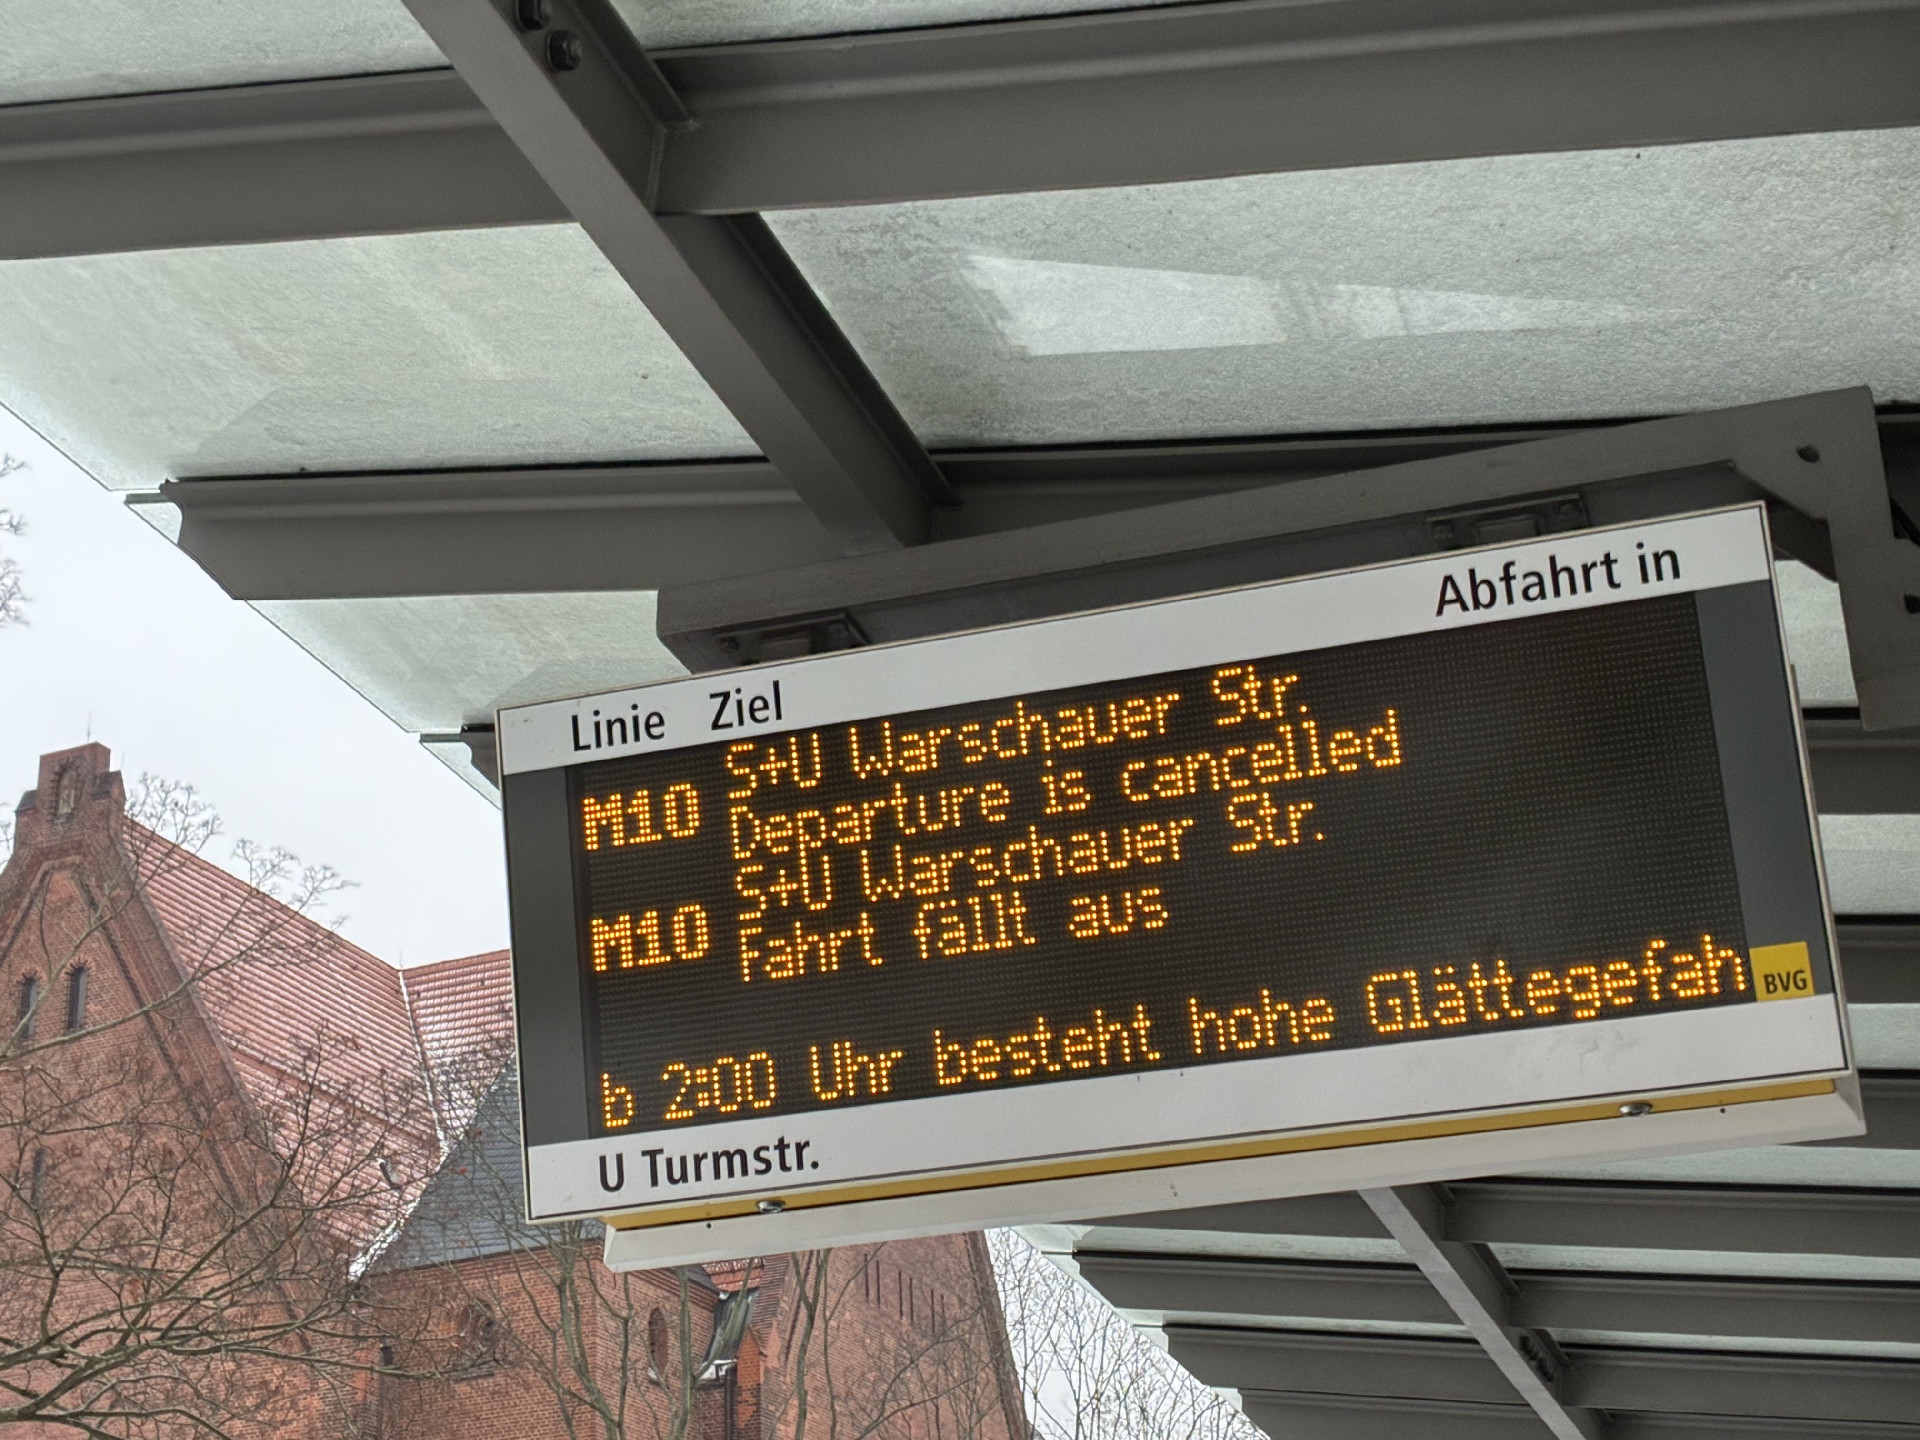 Linie Ziel Abfahrt in
M10 S+U Warschauer Str.
Departure is cancelled
M10 S+U Warschauer Str.
Fahrt fällt aus
b 2:00 Uhr besteht hohe Glättegefah
BVG
U Turmstr.